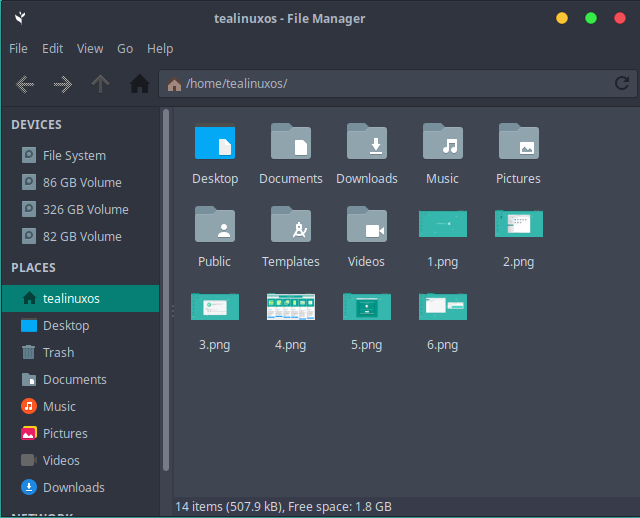 tealinuxos - File Manager
File Edit View Go Help
/home/tealinuxos/
DEVICES
File System
86 GB Volume
326 GB Volume
82 GB Volume
PLACES
tealinuxos
Desktop
Trash
Documents
Music
Pictures
Videos
Downloads
NETWORK
Desktop Documents Downloads Music Pictures
Public Templates Videos 1.png 2.png
3.png 4.png 5.png 6.png
14 items (507.9 kB), Free space: 1.8 GB